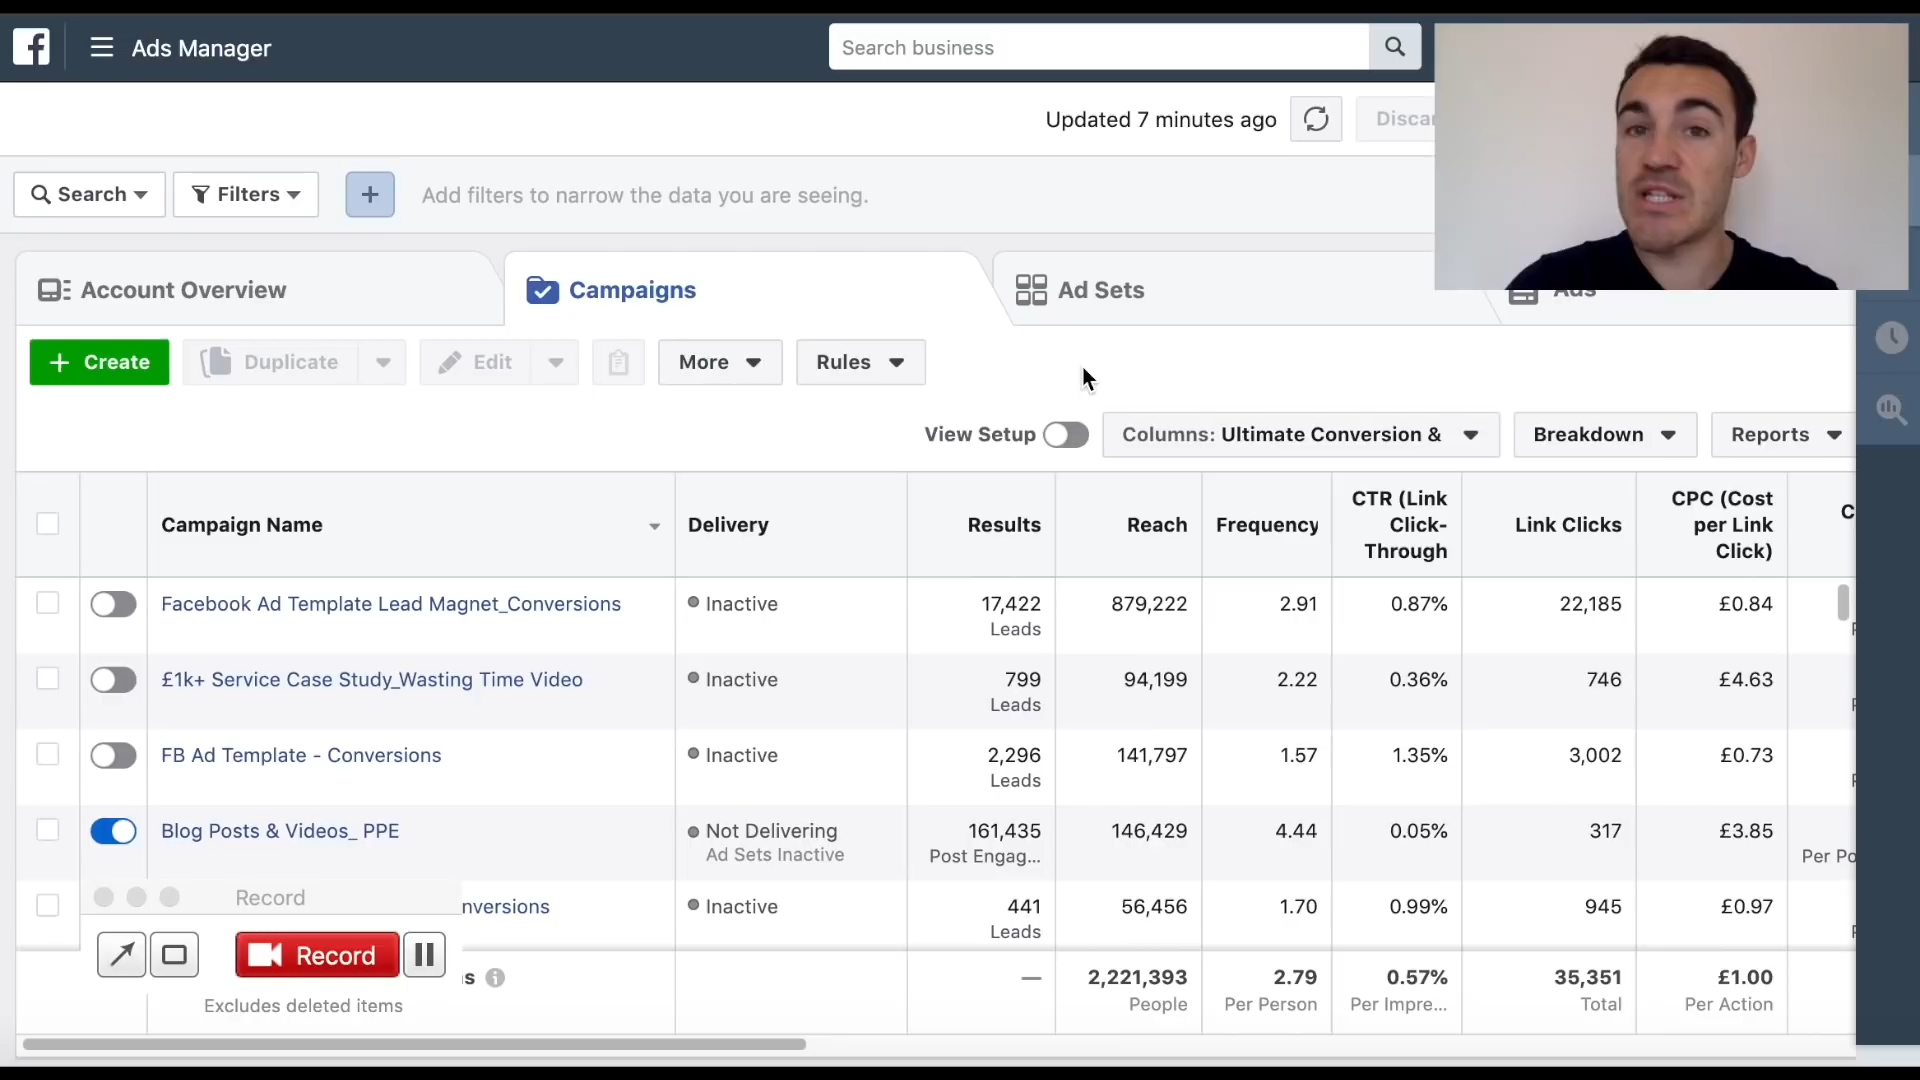 Ads Manager
Search business
Updated 7 minutes ago
Discar
Search
Filters
+
Add filters to narrow the data you are seeing.
Account Overview
Campaigns
Ad Sets
Ads
+ Create
Duplicate
Edit
More
Rules
View Setup
Columns: Ultimate Conversion &
Breakdown
Reports
Campaign Name
Delivery
Results
Reach
Frequency
CTR (Link
Click-
Through
Link Clicks
CPC (Cost
per Link
Click)
C
Facebook Ad Template Lead Magnet_Conversions
Inactive
17,422
Leads
879,222
2.91
0.87%
22,185
£0.84
£1k+ Service Case Study_Wasting Time Video
Inactive
799
Leads
94,199
2.22
0.36%
746
£4.63
FB Ad Template - Conversions
Inactive
2,296
Leads
141,797
1.57
1.35%
3,002
£0.73
Blog Posts & Videos_ PPE
Not Delivering
Ad Sets Inactive
161,435
Post Engag...
146,429
4.44
0.05%
317
£3.85
Per Po
Record
nversions
Inactive
441
Leads
56,456
1.70
0.99%
945
£0.97
Record
s
Excludes deleted items
—
2,221,393
People
2.79
Per Person
0.57%
Per Impre...
35,351
Total
£1.00
Per Action